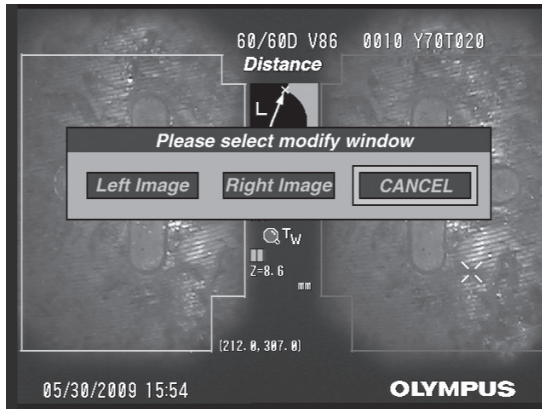 60/60D V86 0010 Y70T020
Distance
L
Please select modify window
Left Image Right Image CANCEL
TW
Z=8.6
mm
(212.0,307.0)
05/30/2009 15:54 OLYMPUS